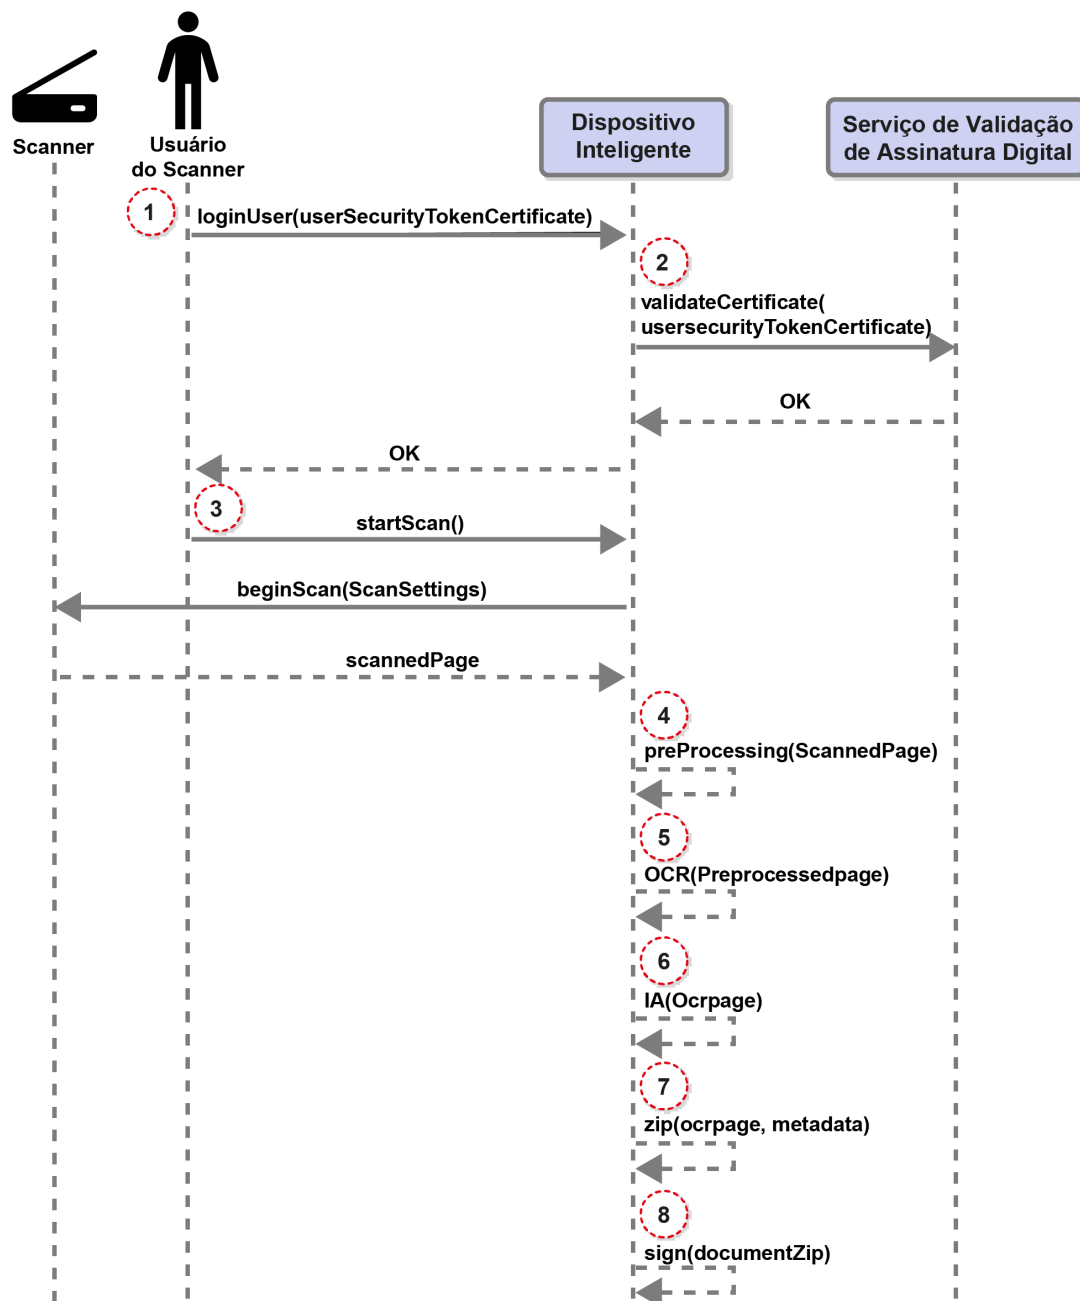 Scanner
Usuário
do Scanner
Dispositivo
Inteligente
Serviço de Validação
de Assinatura Digital
1
loginUser(userSecurityTokenCertificate)
2
validateCertificate(
usersecurityTokenCertificate)
OK
OK
3
startScan()
beginScan(ScanSettings)
scannedPage
4
preProcessing(ScannedPage)
5
OCR(Preprocessedpage)
6
IA(Ocrpage)
7
zip(ocrpage, metadata)
8
sign(documentZip)